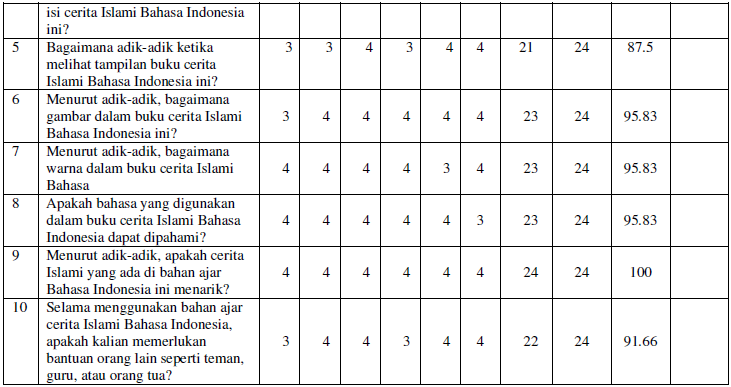 isi cerita Islami Bahasa Indonesia
ini?
5 Bagaimana adik-adik ketika 3 3 4 3 4 4 21 24 87.5
melihat tampilan buku cerita
Islami Bahasa Indonesia ini?
6 Menurut adik-adik, bagaimana
gambar dalam buku cerita Islami 3 4 4 4 4 4 23 24 95.83
Bahasa Indonesia ini?
7 Menurut adik-adik, bagaimana
warna dalam buku cerita Islami 4 4 4 4 3 4 23 24 95.83
Bahasa
8 Apakah bahasa yang digunakan
dalam buku cerita Islami Bahasa 4 4 4 4 4 3 23 24 95.83
Indonesia dapat dipahami?
9 Menurut adik-adik, apakah cerita
Islami yang ada di bahan ajar 4 4 4 4 4 4 24 24 100
Bahasa Indonesia ini menarik?
10 Selama menggunakan bahan ajar
cerita Islami Bahasa Indonesia,
apakah kalian memerlukan 3 4 4 3 4 4 22 24 91.66
bantuan orang lain seperti teman,
guru, atau orang tua?